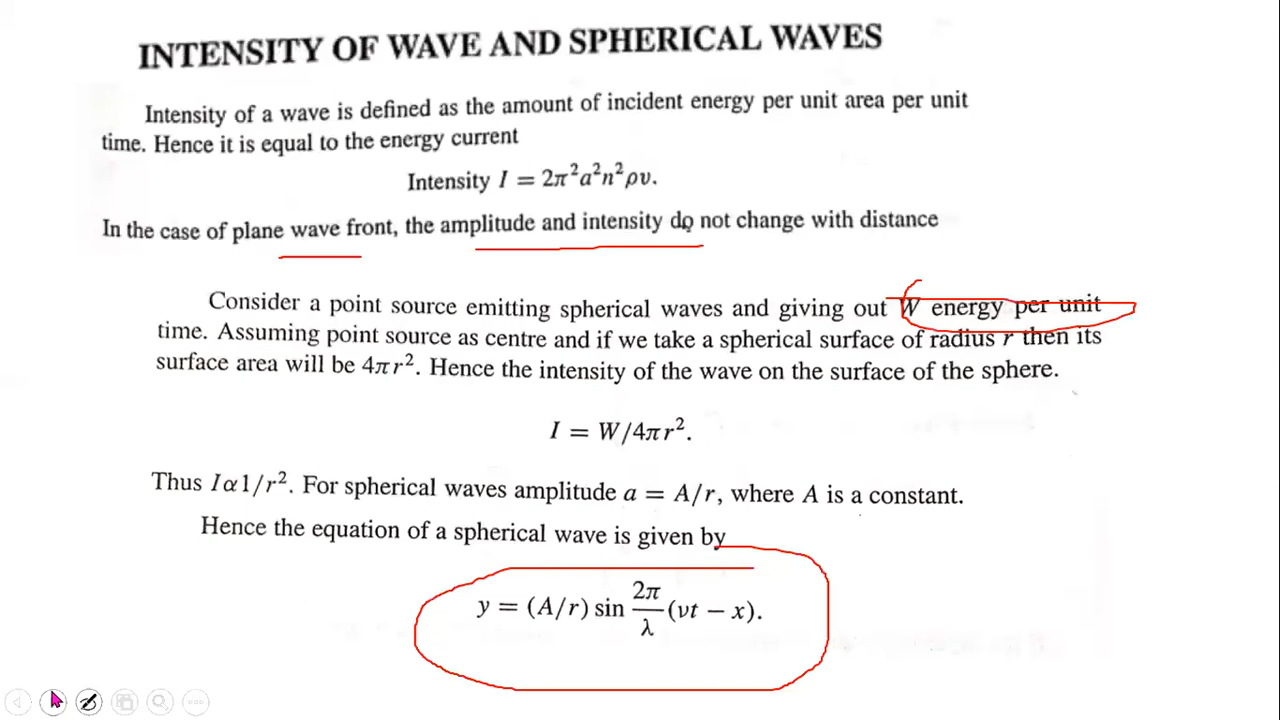 INTENSITY OF WAVE AND SPHERICAL WAVES
Intensity of a wave is defined as the amount of incident energy per unit area per unit
time. Hence it is equal to the energy current
Intensity I = 2π²a²n²ρv.
In the case of plane wave front, the amplitude and intensity do not change with distance
Consider a point source emitting spherical waves and giving out W energy per unit
time. Assuming point source as centre and if we take a spherical surface of radius r then its
surface area will be 4πr². Hence the intensity of the wave on the surface of the sphere.
I = W/4πr².
Thus Iα1/r². For spherical waves amplitude a = A/r, where A is a constant.
Hence the equation of a spherical wave is given by
y = (A/r) sin 2π/λ (νt − x).